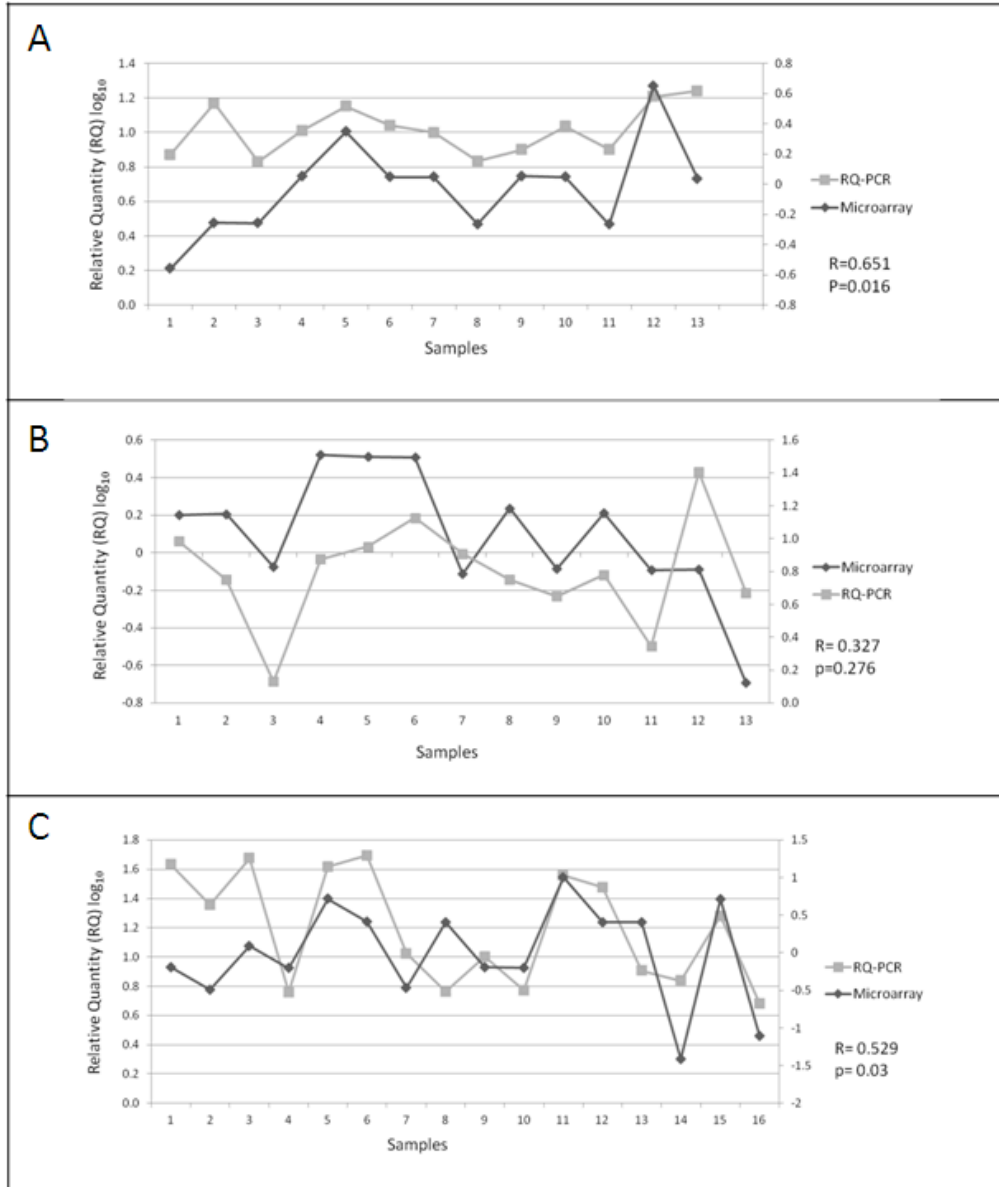 A
Relative Quantity (RQ) log₁₀
1.4
1.2
1.0
0.8
0.6
0.4
0.2
0.0
0.8
0.6
0.4
0.2
0
-0.2
-0.4
-0.6
-0.8
1 2 3 4 5 6 7 8 9 10 11 12 13
Samples
RQ-PCR
Microarray
R=0.651
P=0.016
B
Relative Quantity (RQ) log₁₀
0.6
0.4
0.2
0
-0.2
-0.4
-0.6
-0.8
1.6
1.4
1.2
1.0
0.8
0.6
0.4
0.2
0.0
1 2 3 4 5 6 7 8 9 10 11 12 13
Samples
Microarray
RQ-PCR
R= 0.327
p=0.276
C
Relative Quantity (RQ) log₁₀
1.8
1.6
1.4
1.2
1.0
0.8
0.6
0.4
0.2
0.0
1.5
1
0.5
0
-0.5
-1
-1.5
-2
1 2 3 4 5 6 7 8 9 10 11 12 13 14 15 16
Samples
RQ-PCR
Microarray
R= 0.529
p= 0.03